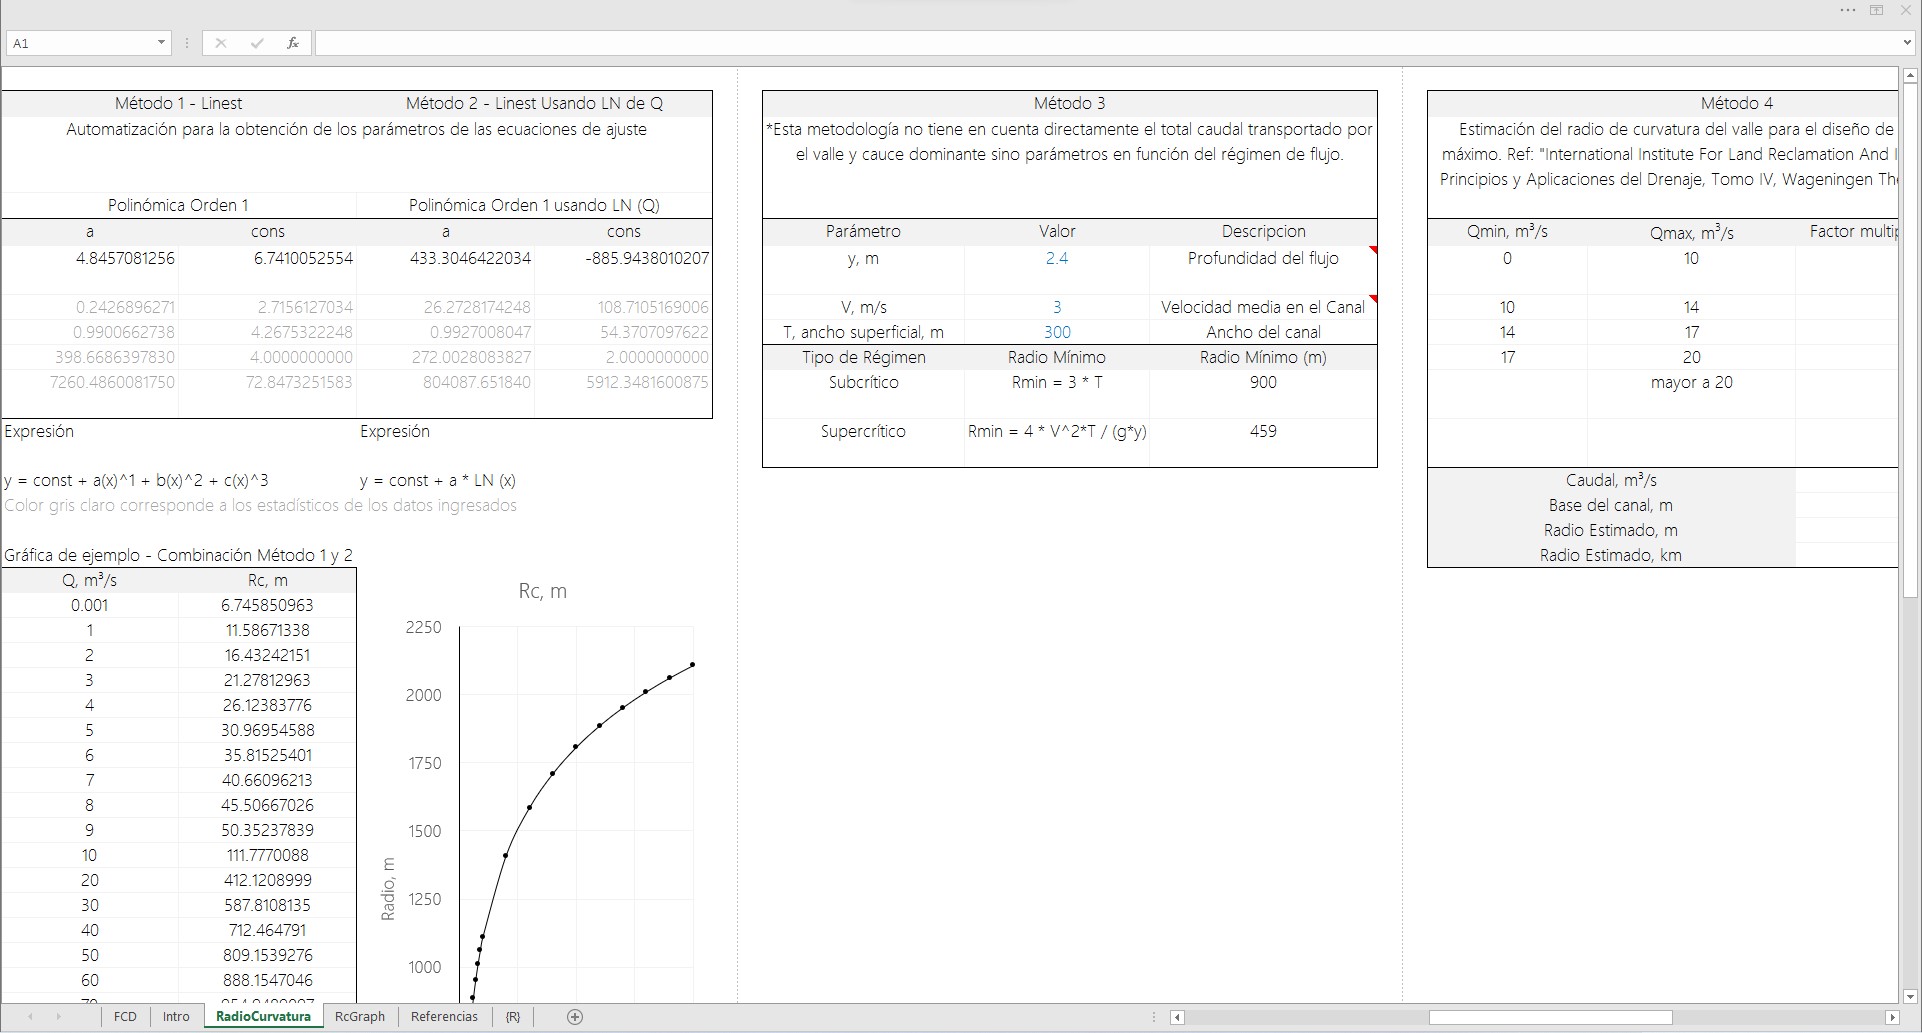 A1
fx
Método 1 - Linest
Método 2 - Linest Usando LN de Q
Automatización para la obtención de los parámetros de las ecuaciones de ajuste
Polinómica Orden 1
Polinómica Orden 1 usando LN (Q)
a cons a cons
4.8457081256 6.7410052554 433.3046422034 -885.9438010207
0.2426896271 2.7156127034 26.2728174248 108.7105169006
0.9900662738 4.2675322248 0.9927008047 54.3707097622
398.6686397830 4.0000000000 272.0028083827 2.0000000000
7260.4860081750 72.8473251583 804087.651840 5912.3481600875
Expresión Expresión
y = const + a(x)^1 + b(x)^2 + c(x)^3
y = const + a * LN (x)
Color gris claro corresponde a los estadísticos de los datos ingresados
Gráfica de ejemplo - Combinación Método 1 y 2
Q, m³/s Rc, m
0.001 6.745850963
1 11.58671338
2 16.43242151
3 21.27812963
4 26.12383776
5 30.96954588
6 35.81525401
7 40.66096213
8 45.50667026
9 50.35237839
10 111.7770088
20 412.1208999
30 587.8108135
40 712.464791
50 809.1539276
60 888.1547046
Rc, m
2250
2000
1750
1500
1250
1000
Radio, m
Método 3
*Esta metodología no tiene en cuenta directamente el total caudal transportado por
el valle y cauce dominante sino parámetros en función del régimen de flujo.
Parámetro Valor Descripcion
y, m 2.4 Profundidad del flujo
V, m/s 3 Velocidad media en el Canal
T, ancho superficial, m 300 Ancho del canal
Tipo de Régimen Radio Mínimo Radio Mínimo (m)
Subcrítico Rmin = 3 * T 900
Supercrítico Rmin = 4 * V^2*T / (g*y) 459
Método 4
Estimación del radio de curvatura del valle para el diseño de
máximo. Ref: "International Institute For Land Reclamation And I
Principios y Aplicaciones del Drenaje, Tomo IV, Wageningen The
Qmin, m³/s Qmax, m³/s Factor multip
0 10
10 14
14 17
17 20
mayor a 20
Caudal, m³/s
Base del canal, m
Radio Estimado, m
Radio Estimado, km
FCD Intro RadioCurvatura RcGraph Referencias {R}